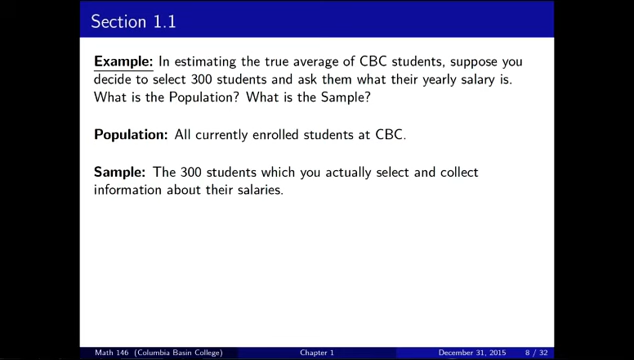 Section 1.1
Example: In estimating the true average of CBC students, suppose you
decide to select 300 students and ask them what their yearly salary is.
What is the Population? What is the Sample?
Population: All currently enrolled students at CBC.
Sample: The 300 students which you actually select and collect
information about their salaries.
Math 146 (Columbia Basin College) Chapter 1 December 31, 2015 8 / 32